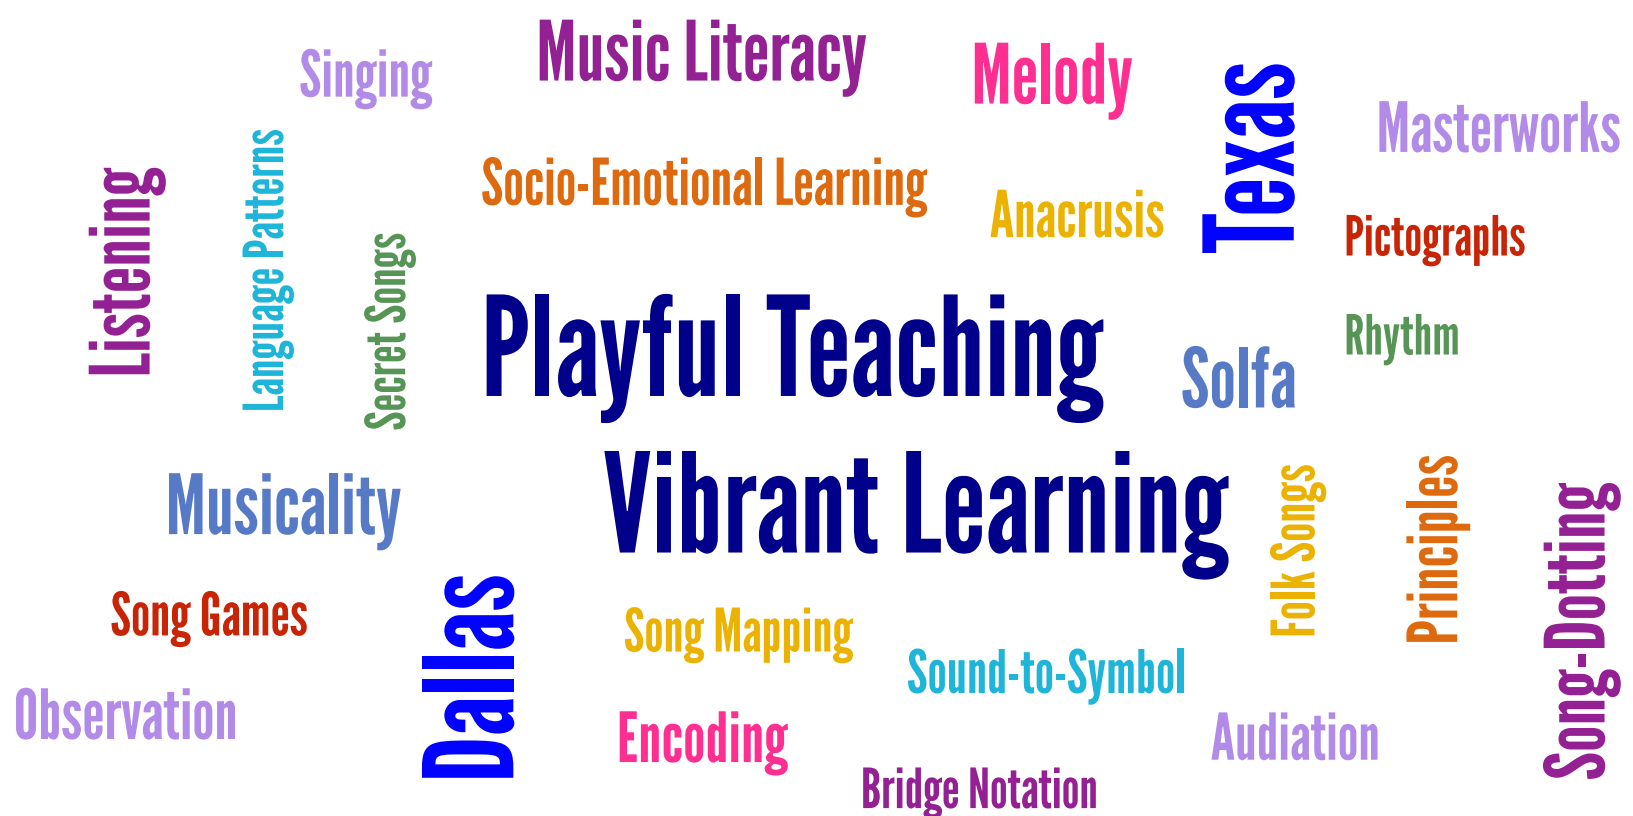 Music Literacy
Singing
Melody
Texas
Masterworks
Language Patterns
Socio-Emotional Learning
Listening
Anacrusis
Pictographs
Secret Songs
Playful Teaching
Rhythm
Solfa
Vibrant Learning
Musicality
Folk Songs
Principles
Song-Dotting
Dallas
Song Games
Song Mapping
Sound-to-Symbol
Observation
Encoding
Audiation
Bridge Notation